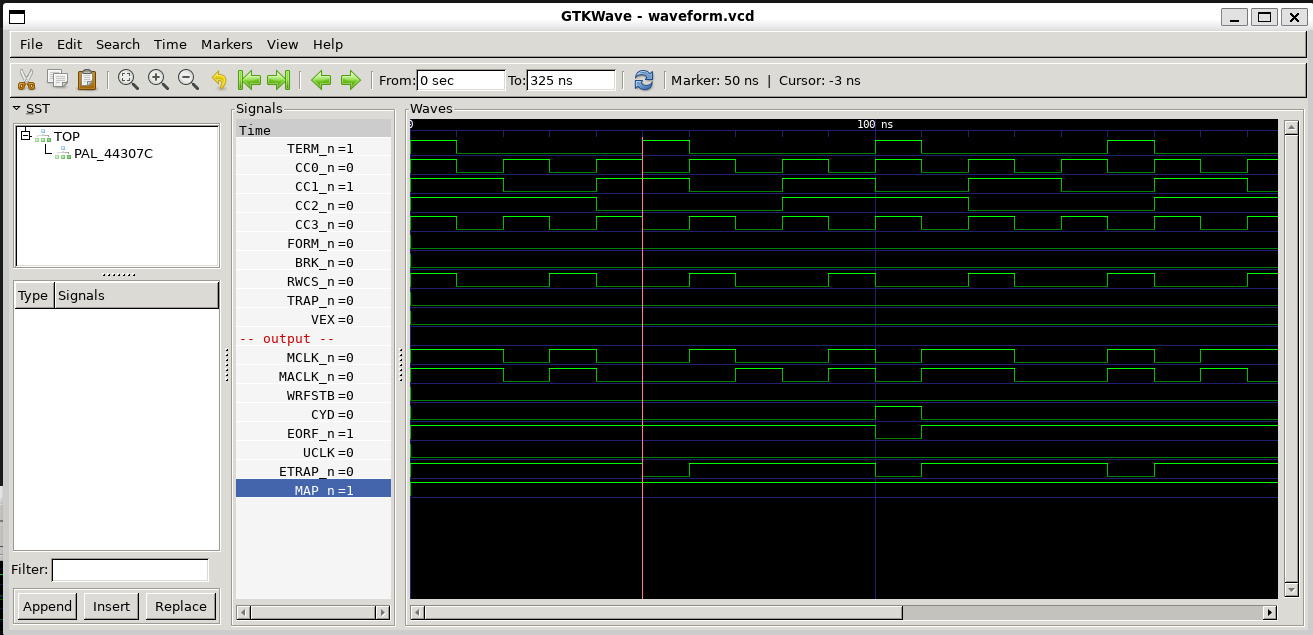 GTKWave - waveform.vcd
File Edit Search Time Markers View Help
From: 0 sec To: 325 ns Marker: 50 ns | Cursor: -3 ns
SST
TOP
PAL_44307C
Type Signals
Filter:
Append Insert Replace
Signals
Time
TERM_n=1
CC0_n=0
CC1_n=1
CC2_n=0
CC3_n=0
FORM_n=0
BRK_n=0
RWCS_n=0
TRAP_n=0
VEX=0
-- output --
MCLK_n=0
MACLK_n=0
WRFSTB=0
CYD=0
EORF_n=1
UCLK=0
ETRAP_n=0
MAP_n=1
Waves
0 100 ns